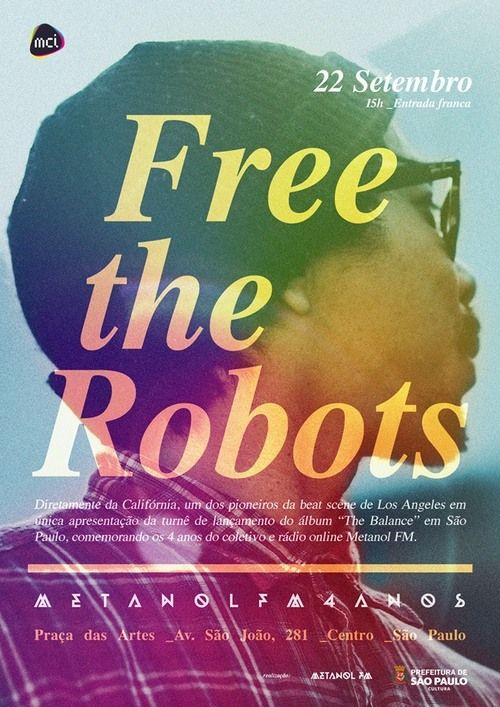 mci
22 Setembro
15h _Entrada franca
Free
the
Robots
Diretamente da Califórnia, um dos pioneiros da beat scene de Los Angeles em
única apresentação da turnê de lançamento do álbum “The Balance” em São
Paulo, comemorando os 4 anos do coletivo e rádio online Metanol FM.
METANOLFM4ANOS
Praça das Artes _Av. São João, 281 _Centro _São Paulo
realização:
METANOL FM
PREFEITURA DE
SÃO PAULO
CULTURA